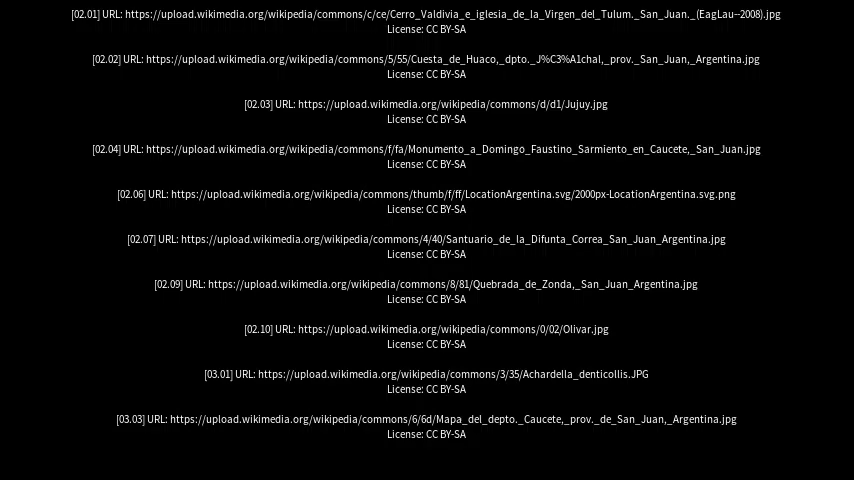 [02.01] URL: https://upload.wikimedia.org/wikipedia/commons/c/ce/Cerro_Valdivia_e_iglesia_de_la_Virgen_del_Tulum._San_Juan._(EagLau--2008).jpg
License: CC BY-SA
[02.02] URL: https://upload.wikimedia.org/wikipedia/commons/5/55/Cuesta_de_Huaco,_dpto._J%C3%A1chal,_prov._San_Juan,_Argentina.jpg
License: CC BY-SA
[02.03] URL: https://upload.wikimedia.org/wikipedia/commons/d/d1/Jujuy.jpg
License: CC BY-SA
[02.04] URL: https://upload.wikimedia.org/wikipedia/commons/f/fa/Monumento_a_Domingo_Faustino_Sarmiento_en_Caucete,_San_Juan.jpg
License: CC BY-SA
[02.06] URL: https://upload.wikimedia.org/wikipedia/commons/thumb/f/ff/LocationArgentina.svg/2000px-LocationArgentina.svg.png
License: CC BY-SA
[02.07] URL: https://upload.wikimedia.org/wikipedia/commons/4/40/Santuario_de_la_Difunta_Correa_San_Juan_Argentina.jpg
License: CC BY-SA
[02.09] URL: https://upload.wikimedia.org/wikipedia/commons/8/81/Quebrada_de_Zonda,_San_Juan_Argentina.jpg
License: CC BY-SA
[02.10] URL: https://upload.wikimedia.org/wikipedia/commons/0/02/Olivar.jpg
License: CC BY-SA
[03.01] URL: https://upload.wikimedia.org/wikipedia/commons/3/35/Achardella_denticollis.JPG
License: CC BY-SA
[03.03] URL: https://upload.wikimedia.org/wikipedia/commons/6/6d/Mapa_del_depto._Caucete,_prov._de_San_Juan,_Argentina.jpg
License: CC BY-SA